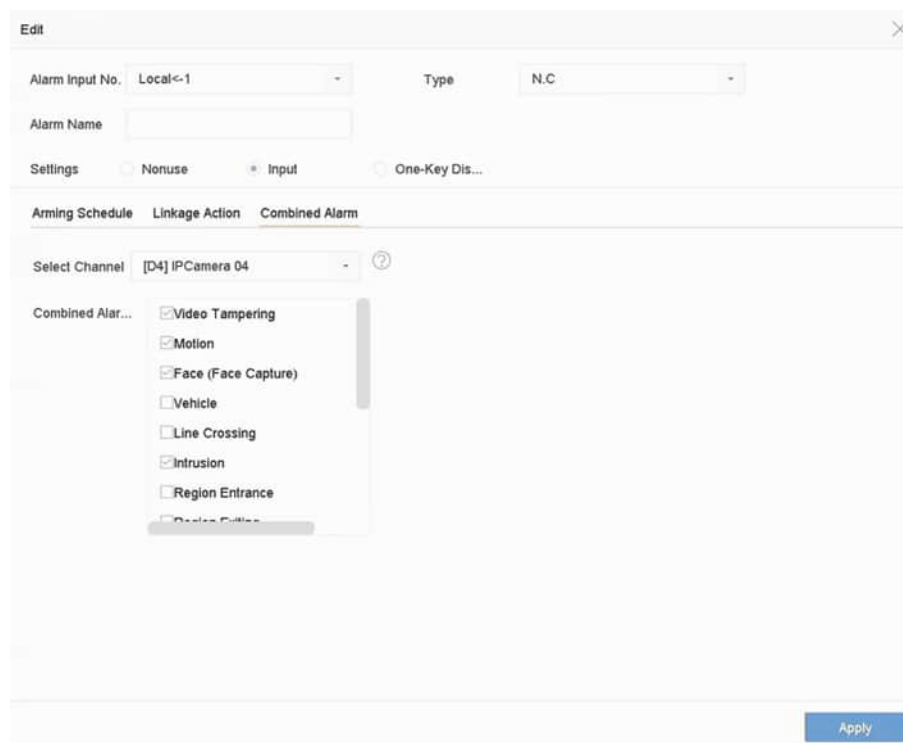 Edit
Alarm Input No. Local<-1 Type N.C
Alarm Name
Settings Nonuse Input One-Key Dis...
Arming Schedule Linkage Action Combined Alarm
Select Channel [D4] IPCamera 04 ?
Combined Alar... Video Tampering
Motion
Face (Face Capture)
Vehicle
Line Crossing
Intrusion
Region Entrance
Region Exiting
Apply